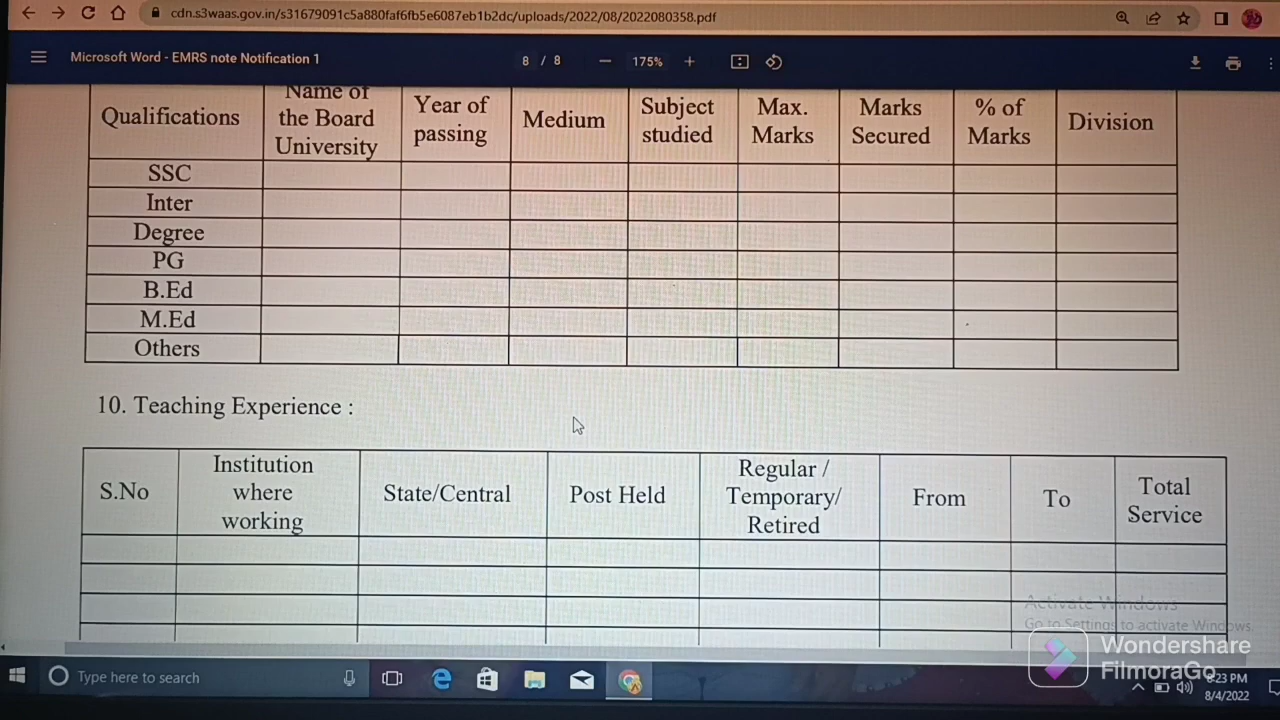 cdn.s3waas.gov.in/s31679091c5a880faf6fb5e6087eb1b2dc/uploads/2022/08/2022080358.pdf
Microsoft Word - EMRS note Notification 1
8 / 8
175%
Qualifications
Name of
the Board
University
Year of
passing
Medium
Subject
studied
Max.
Marks
Marks
Secured
% of
Marks
Division
SSC
Inter
Degree
PG
B.Ed
M.Ed
Others
10. Teaching Experience :
S.No
Institution
where
working
State/Central
Post Held
Regular /
Temporary/
Retired
From
To
Total
Service
Activate Windows
Go to Settings to activate Windows.
Wondershare
FilmoraGo
Type here to search
:23 PM
8/4/2022